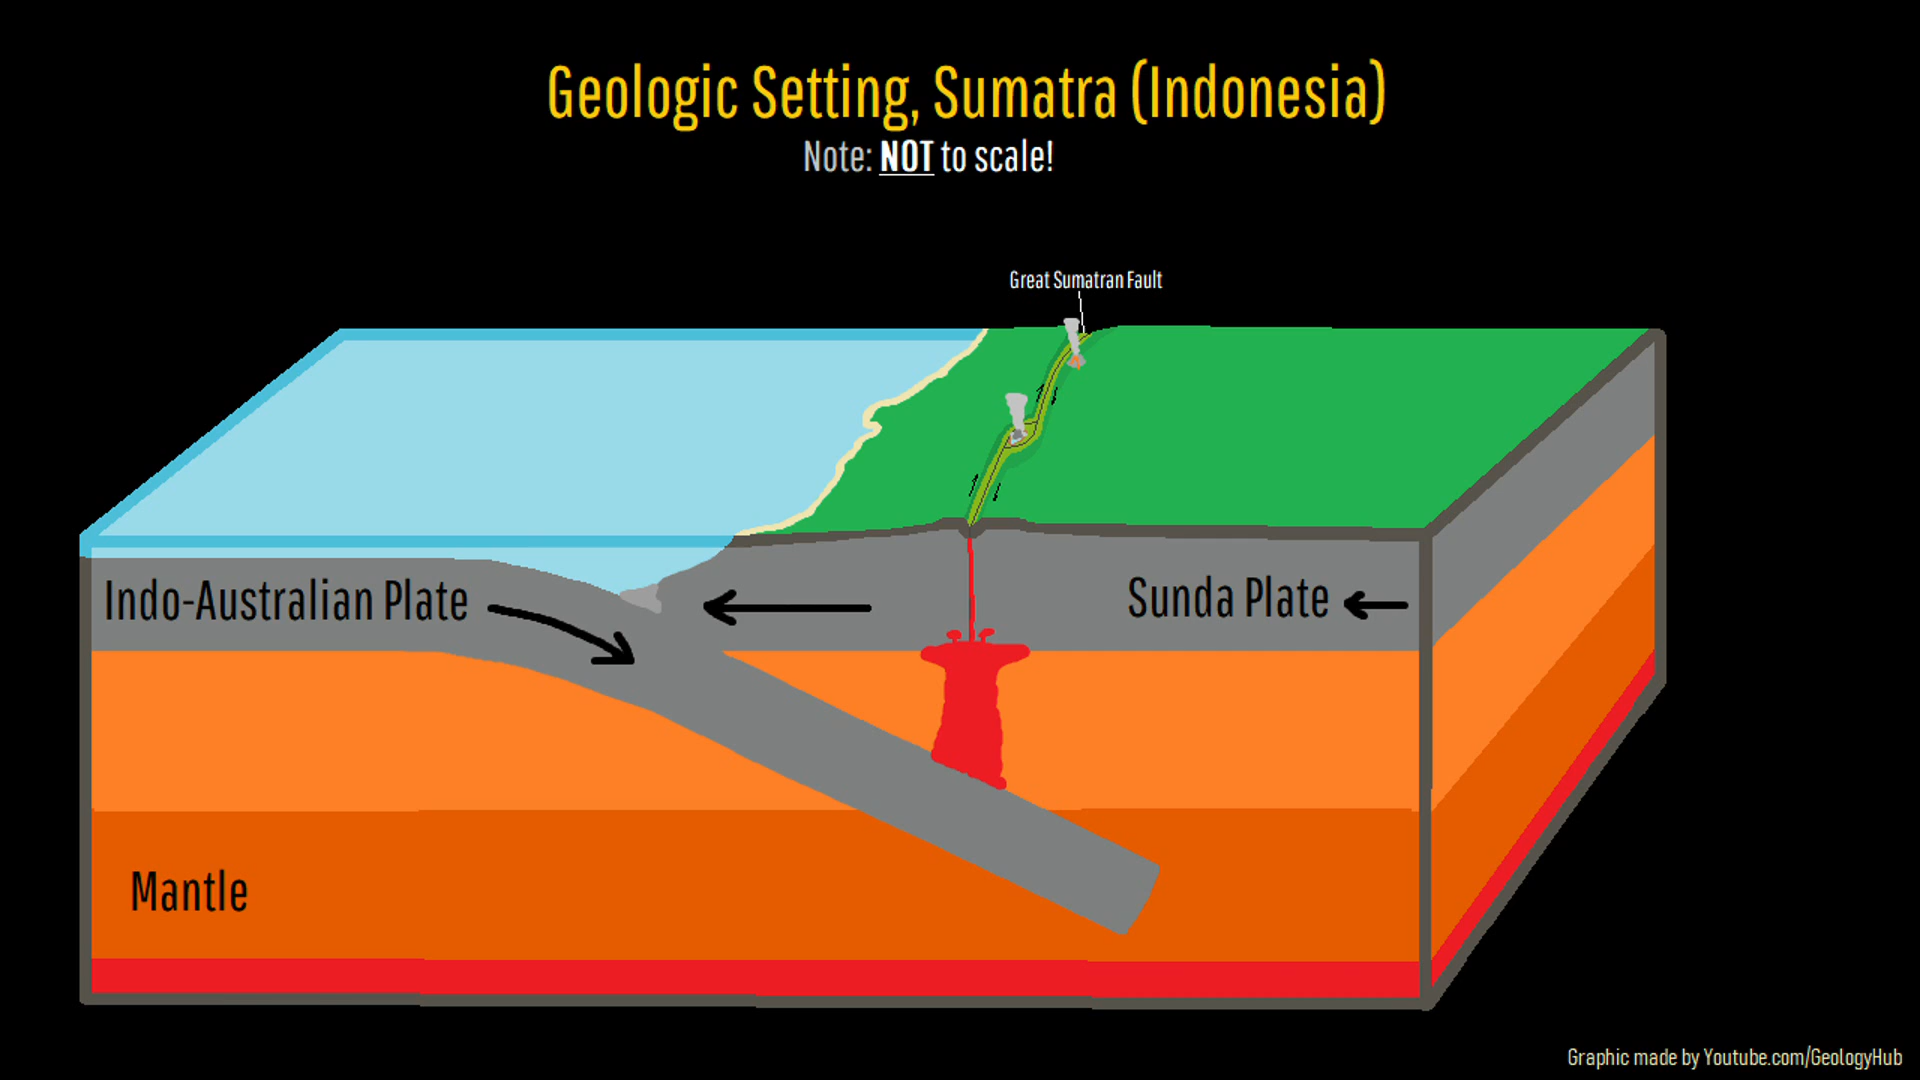 Geologic Setting, Sumatra (Indonesia)
Note: NOT to scale!
Great Sumatran Fault
Indo-Australian Plate
Sunda Plate
Mantle
Graphic made by Youtube.com/GeologyHub